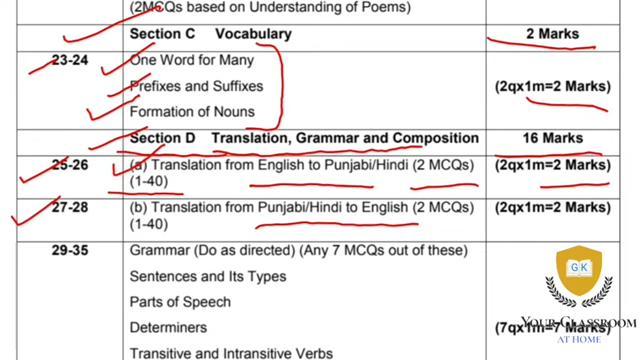 (2MCQs based on Understanding of Poems)
Section C Vocabulary 2 Marks
23-24 One Word for Many
Prefixes and Suffixes (2qx1m=2 Marks)
Formation of Nouns
Section D Translation, Grammar and Composition 16 Marks
25-26 (a) Translation from English to Punjabi/Hindi (2 MCQs) (2qx1m=2 Marks)
(1-40)
27-28 (b) Translation from Punjabi/Hindi to English (2 MCQs) (2qx1m=2 Marks)
(1-40)
29-35 Grammar (Do as directed) (Any 7 MCQs out of these)
Sentences and Its Types
GK
Parts of Speech
YOUR CLASSROOM
Determiners (7qx1m=7 Marks)
AT HOME
Transitive and Intransitive Verbs